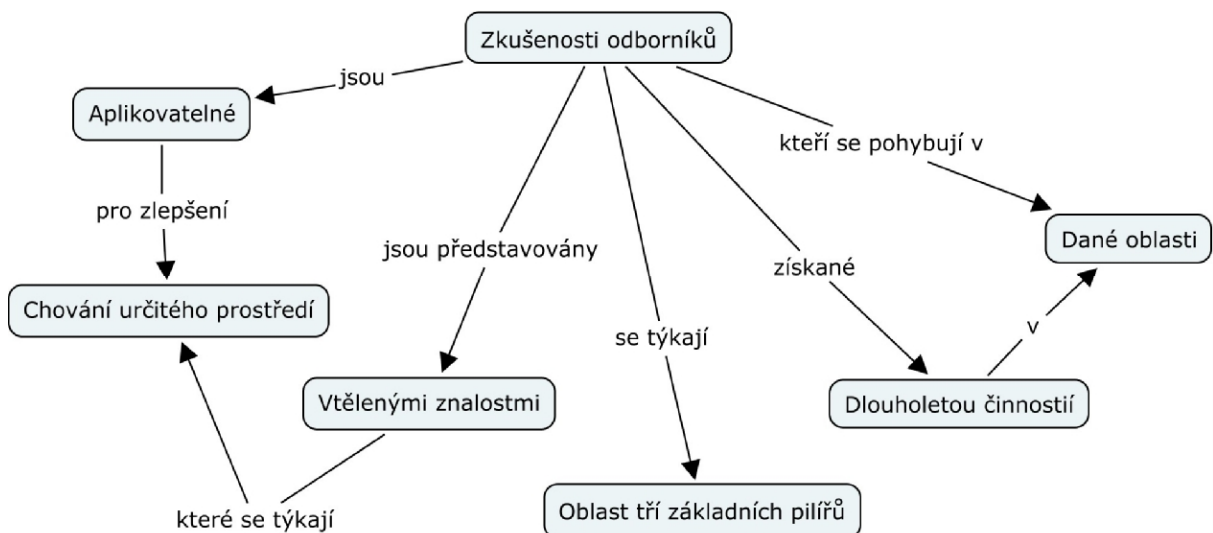 Zkušenosti odborníků
jsou
Aplikovatelné
kteří se pohybují v
pro zlepšení
Dané oblasti
jsou představovány
získané
Chování určitého prostředí
v
se týkají
Vtělenými znalostmi
Dlouholetou činnostií
Oblast tří základních pilířů
které se týkají